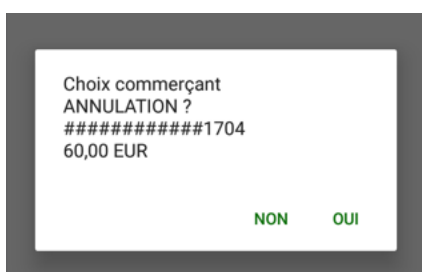 Choix commerçant
ANNULATION ?
############1704
60,00 EUR
NON OUI